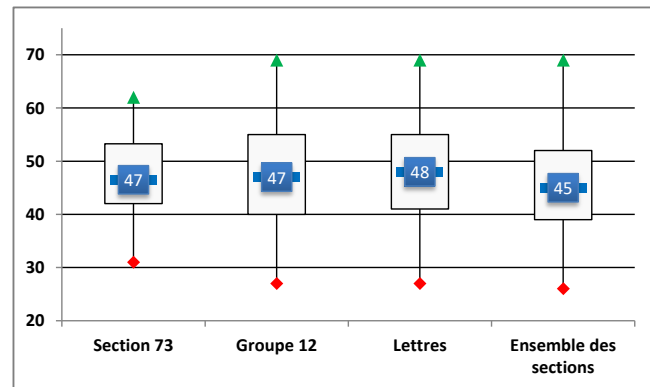 70
60
50
40
30
20
47
47
48
45
Section 73
Groupe 12
Lettres
Ensemble des
sections